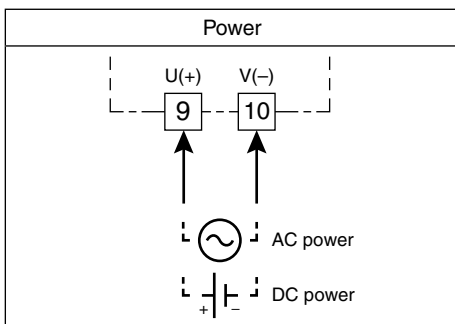 Power
U(+) V(–)
9 10
AC power
+ – DC power